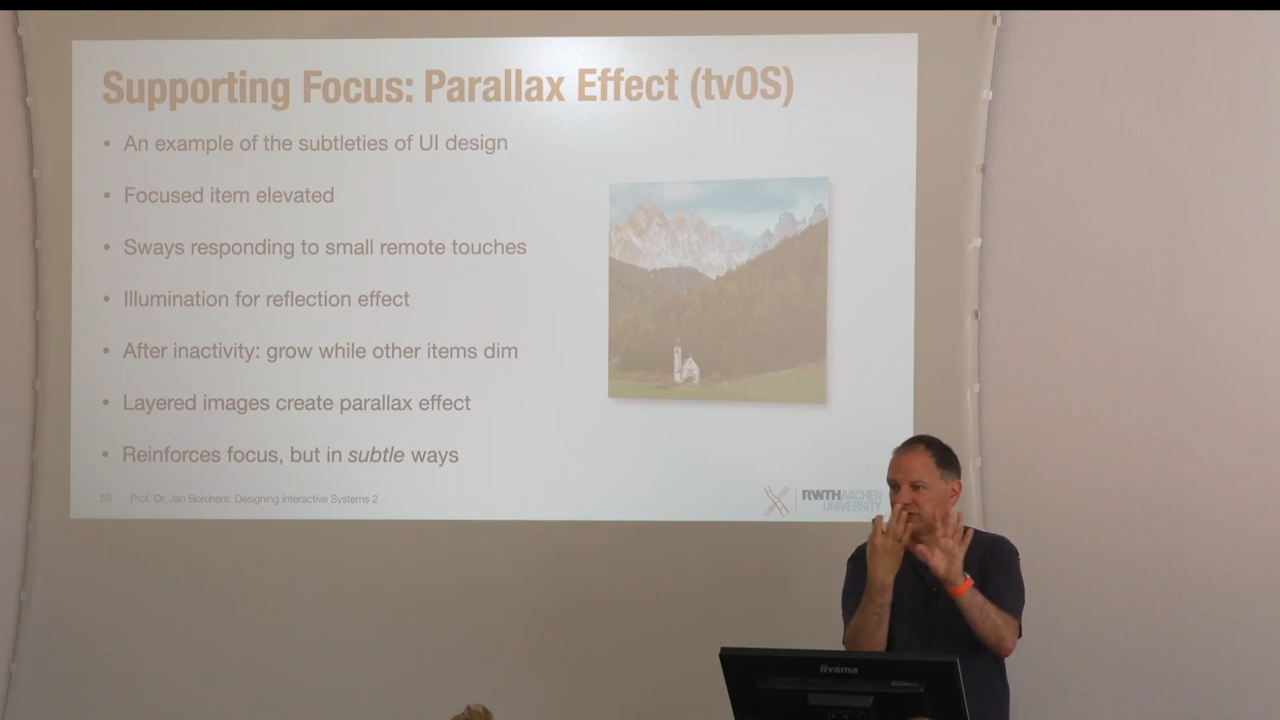 Supporting Focus: Parallax Effect (tvOS)
• An example of the subtleties of UI design
• Focused item elevated
• Sways responding to small remote touches
• Illumination for reflection effect
• After inactivity: grow while other items dim
• Layered images create parallax effect
• Reinforces focus, but in subtle ways
59 Prof. Dr. Jan Borchers: Designing Interactive Systems 2
RWTHAACHEN
UNIVERSITY
iiyama